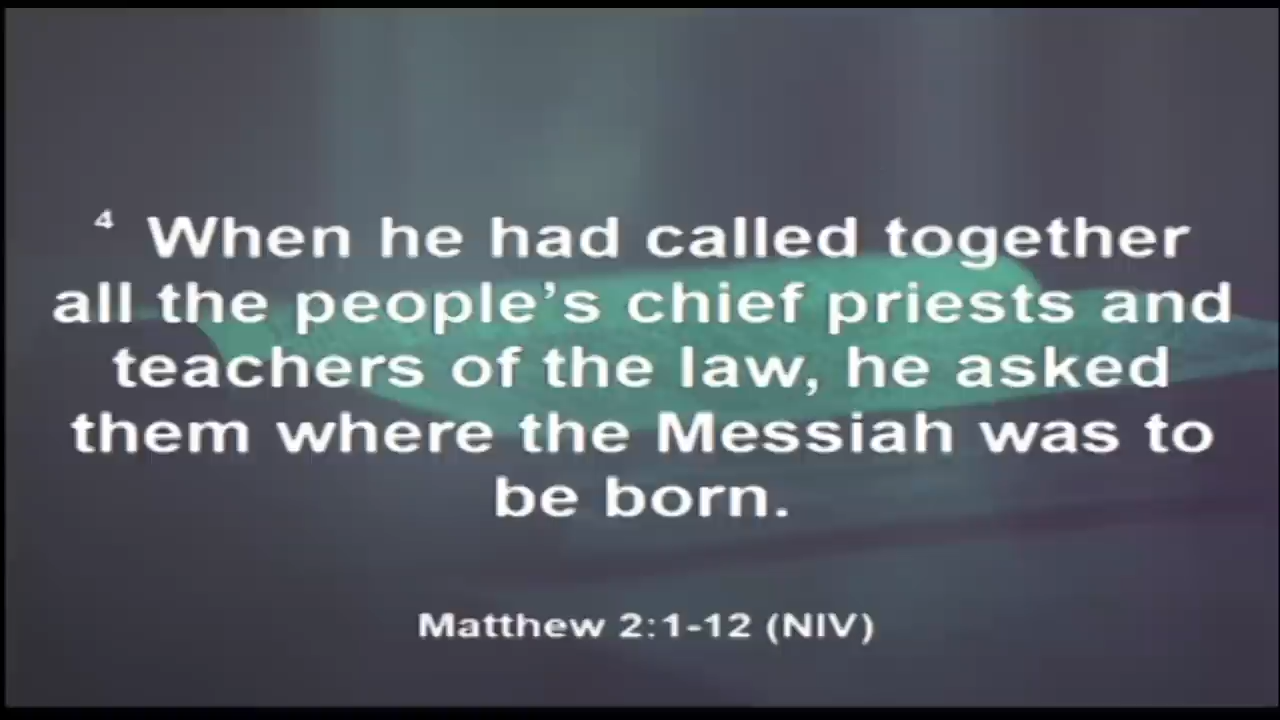 4 When he had called together
all the people’s chief priests and
teachers of the law, he asked
them where the Messiah was to
be born.
Matthew 2:1-12 (NIV)